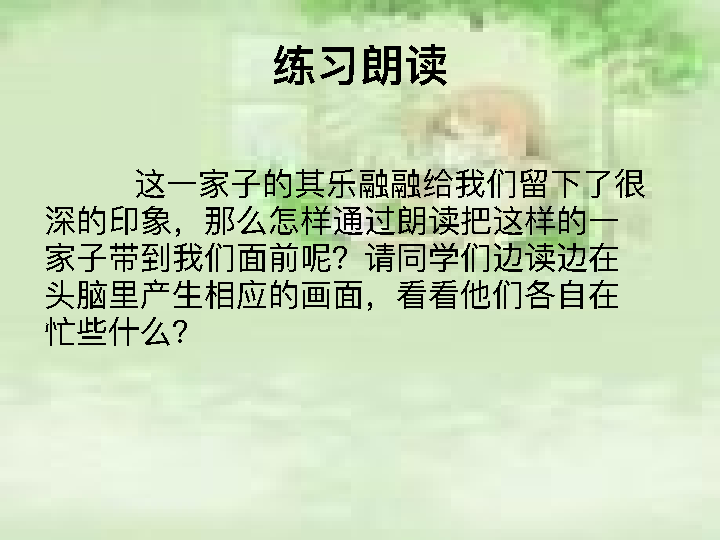 练习朗读
这一家子的其乐融融给我们留下了很
深的印象，那么怎样通过朗读把这样的一
家子带到我们面前呢？请同学们边读边在
头脑里产生相应的画面，看看他们各自在
忙些什么？